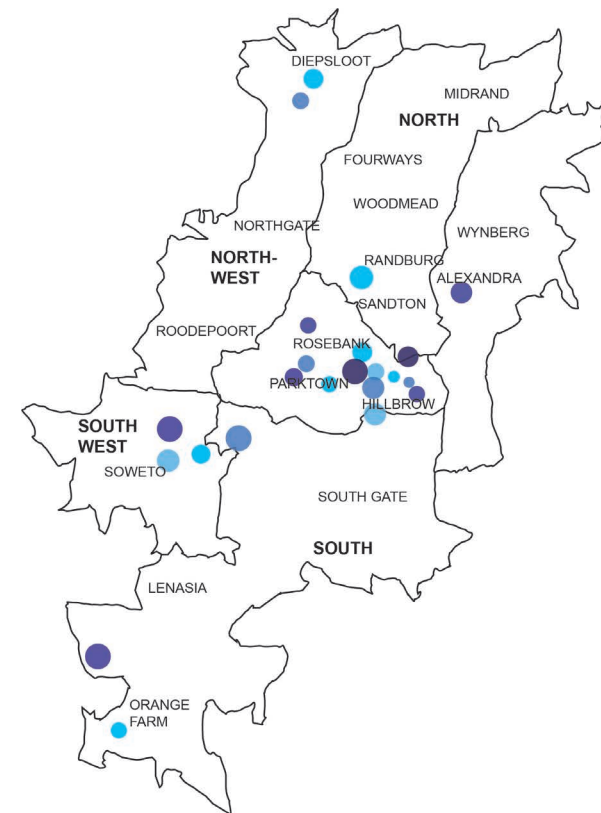 DIEPSLOOT
MIDRAND
NORTH
FOURWAYS
WOODMEAD
NORTHGATE
WYNBERG
NORTH-
WEST
RANDBURG
ALEXANDRA
SANDTON
ROODEPOORT
ROSEBANK
PARKTOWN
HILLBROW
SOUTH
WEST
SOWETO
SOUTH GATE
SOUTH
LENASIA
ORANGE
FARM